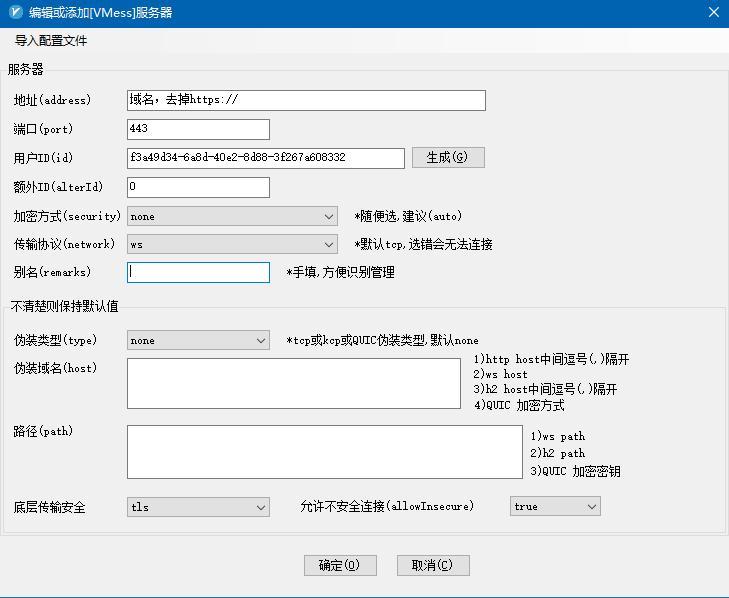 编辑或添加[VMess]服务器
导入配置文件
服务器
地址(address) 域名，去掉https://
端口(port) 443
用户ID(id) f3a49d34-6a8d-40e2-8d88-3f267a608332 生成(G)
额外ID(alterId) 0
加密方式(security) none *随便选,建议(auto)
传输协议(network) ws *默认tcp,选错会无法连接
别名(remarks) *手填,方便识别管理
不清楚则保持默认值
伪装类型(type) none *tcp或kcp或QUIC伪装类型,默认none
伪装域名(host) 1)http host中间逗号(,)隔开
2)ws host
3)h2 host中间逗号(,)隔开
4)QUIC 加密方式
路径(path) 1)ws path
2)h2 path
3)QUIC 加密密钥
底层传输安全 tls 允许不安全连接(allowInsecure) true
确定(O) 取消(C)